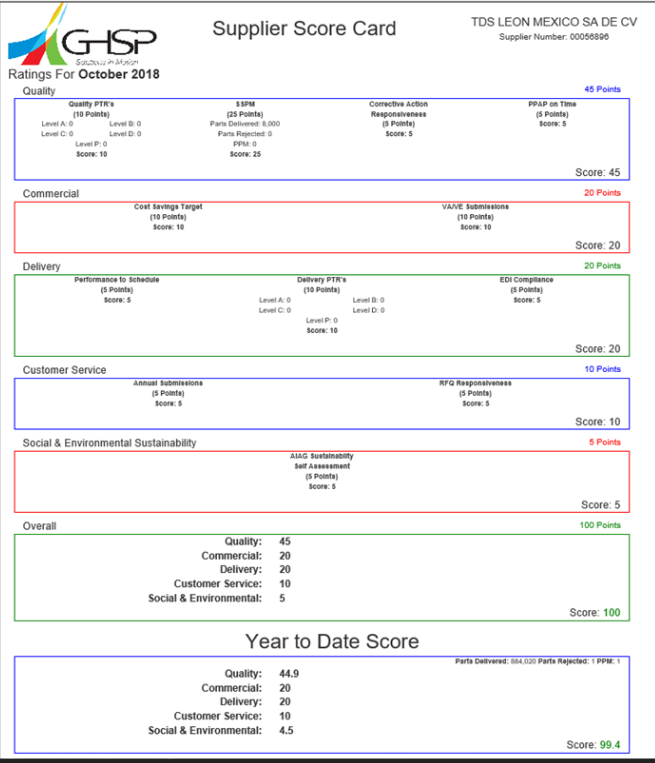 GHSP
Solutions in Motion
Supplier Score Card
TDS LEON MEXICO SA DE CV
Supplier Number: 00056896
Ratings For October 2018
Quality 45 Points
Quality PTR's
(10 Points)
Level A: 0 Level B: 0
Level C: 0 Level D: 0
Level P: 0
Score: 10
SSPM
(25 Points)
Parts Delivered: 8,000
Parts Rejected: 0
PPM: 0
Score: 25
Corrective Action
Responsiveness
(5 Points)
Score: 5
PPAP on Time
(5 Points)
Score: 5
Score: 45
Commercial 20 Points
Cost Savings Target
(10 Points)
Score: 10
VA/VE Submissions
(10 Points)
Score: 10
Score: 20
Delivery 20 Points
Performance to Schedule
(5 Points)
Score: 5
Delivery PTR's
(10 Points)
Level A: 0 Level B: 0
Level C: 0 Level D: 0
Level P: 0
Score: 10
EDI Compliance
(5 Points)
Score: 5
Score: 20
Customer Service 10 Points
Annual Submissions
(5 Points)
Score: 5
RFQ Responsiveness
(5 Points)
Score: 5
Score: 10
Social & Environmental Sustainability 5 Points
AIAG Sustainability
Self Assessment
(5 Points)
Score: 5
Score: 5
Overall 100 Points
Quality: 45
Commercial: 20
Delivery: 20
Customer Service: 10
Social & Environmental: 5
Score: 100
Year to Date Score
Parts Delivered: 884,020 Parts Rejected: 1 PPM: 1
Quality: 44.9
Commercial: 20
Delivery: 20
Customer Service: 10
Social & Environmental: 4.5
Score: 99.4